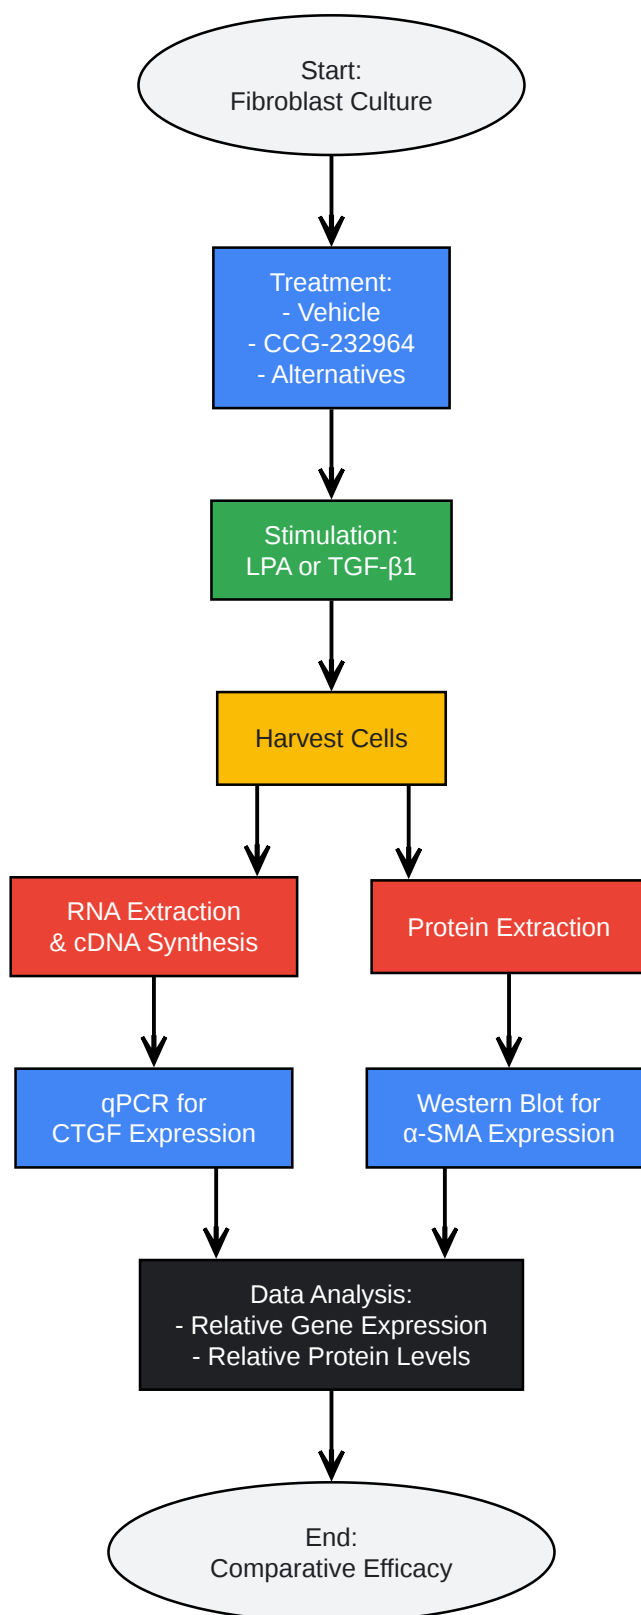 Start:
Fibroblast Culture
Treatment:
- Vehicle
- CCG-232964
- Alternatives
Stimulation:
LPA or TGF-β1
Harvest Cells
RNA Extraction
& cDNA Synthesis
Protein Extraction
qPCR for
CTGF Expression
Western Blot for
α-SMA Expression
Data Analysis:
- Relative Gene Expression
- Relative Protein Levels
End:
Comparative Efficacy